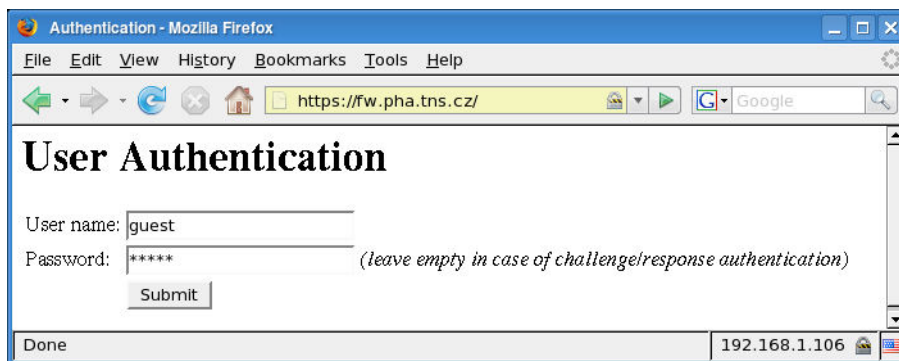 Authentication - Mozilla Firefox
File Edit View History Bookmarks Tools Help
https://fw.pha.tns.cz/ G Google
User Authentication
User name: guest
Password: ***** (leave empty in case of challenge/response authentication)
Submit
Done 192.168.1.106